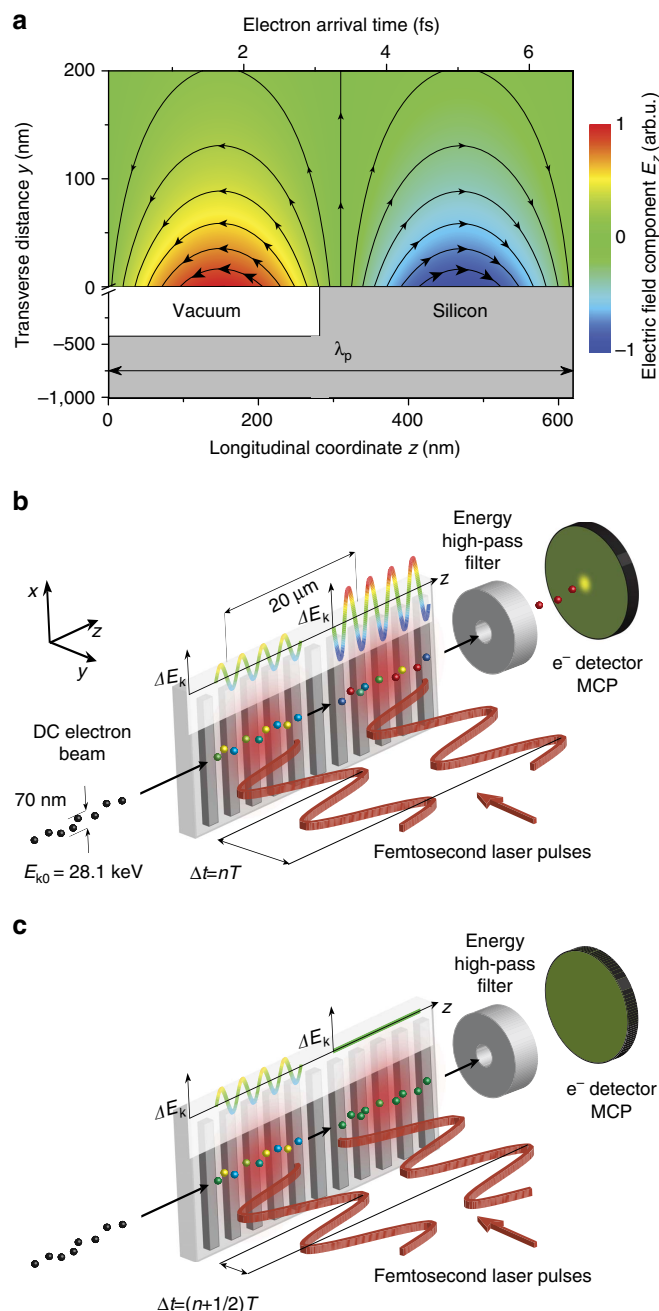 a
Electron arrival time (fs)
2
4
6
200
100
0
–500
–1,000
Transverse distance y (nm)
Vacuum
Silicon
λp
0
200
400
600
Longitudinal coordinate z (nm)
1
0
–1
Electric field component Ez (arb.u.)
b
x
z
y
20 μm
ΔEk
ΔEk
z
Energy
high-pass
filter
e– detector
MCP
DC electron
beam
70 nm
Ek0 = 28.1 keV
Δt=nT
Femtosecond laser pulses
c
ΔEk
ΔEk
z
Energy
high-pass
filter
e– detector
MCP
Femtosecond laser pulses
Δt=(n+1/2)T